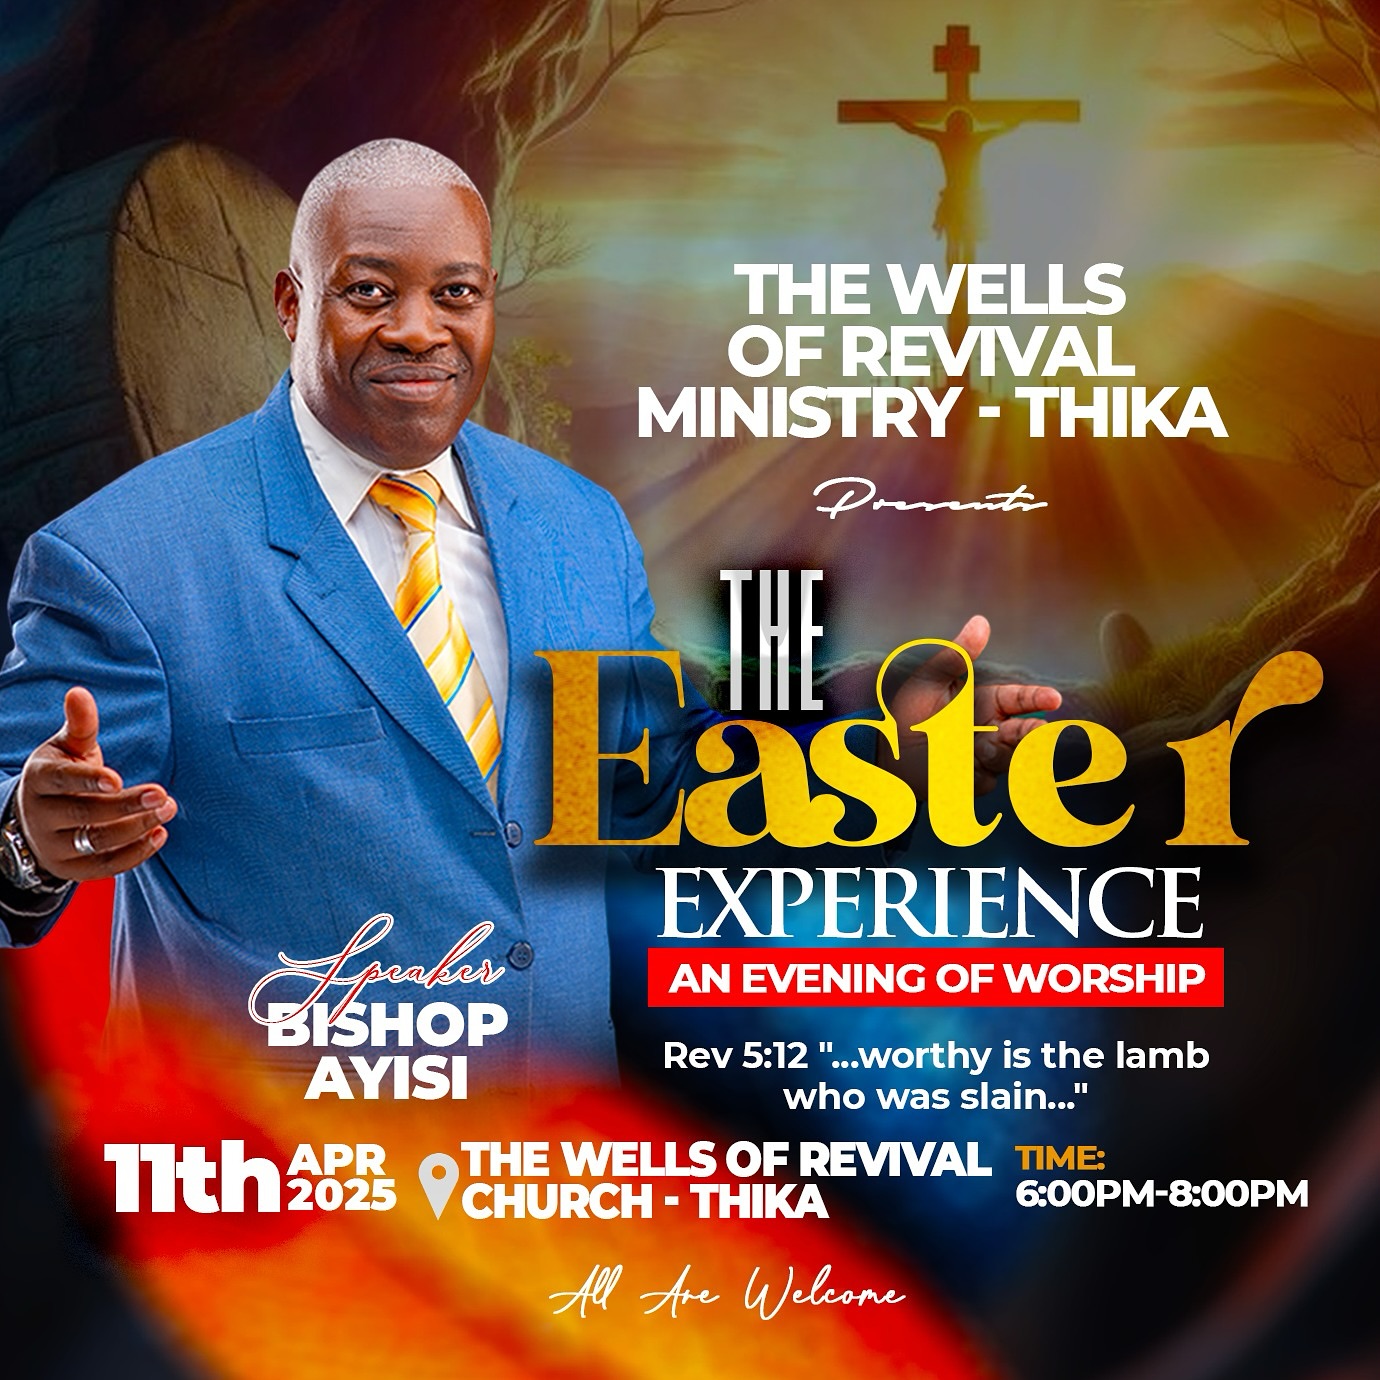 THE WELLS
OF REVIVAL
MINISTRY - THIKA
Presents
THE
Easter
EXPERIENCE
AN EVENING OF WORSHIP
Rev 5:12 "...worthy is the lamb
who was slain..."
Speaker
BISHOP
AYISI
11th APR
2025
THE WELLS OF REVIVAL
CHURCH - THIKA
TIME:
6:00PM-8:00PM
All Are Welcome